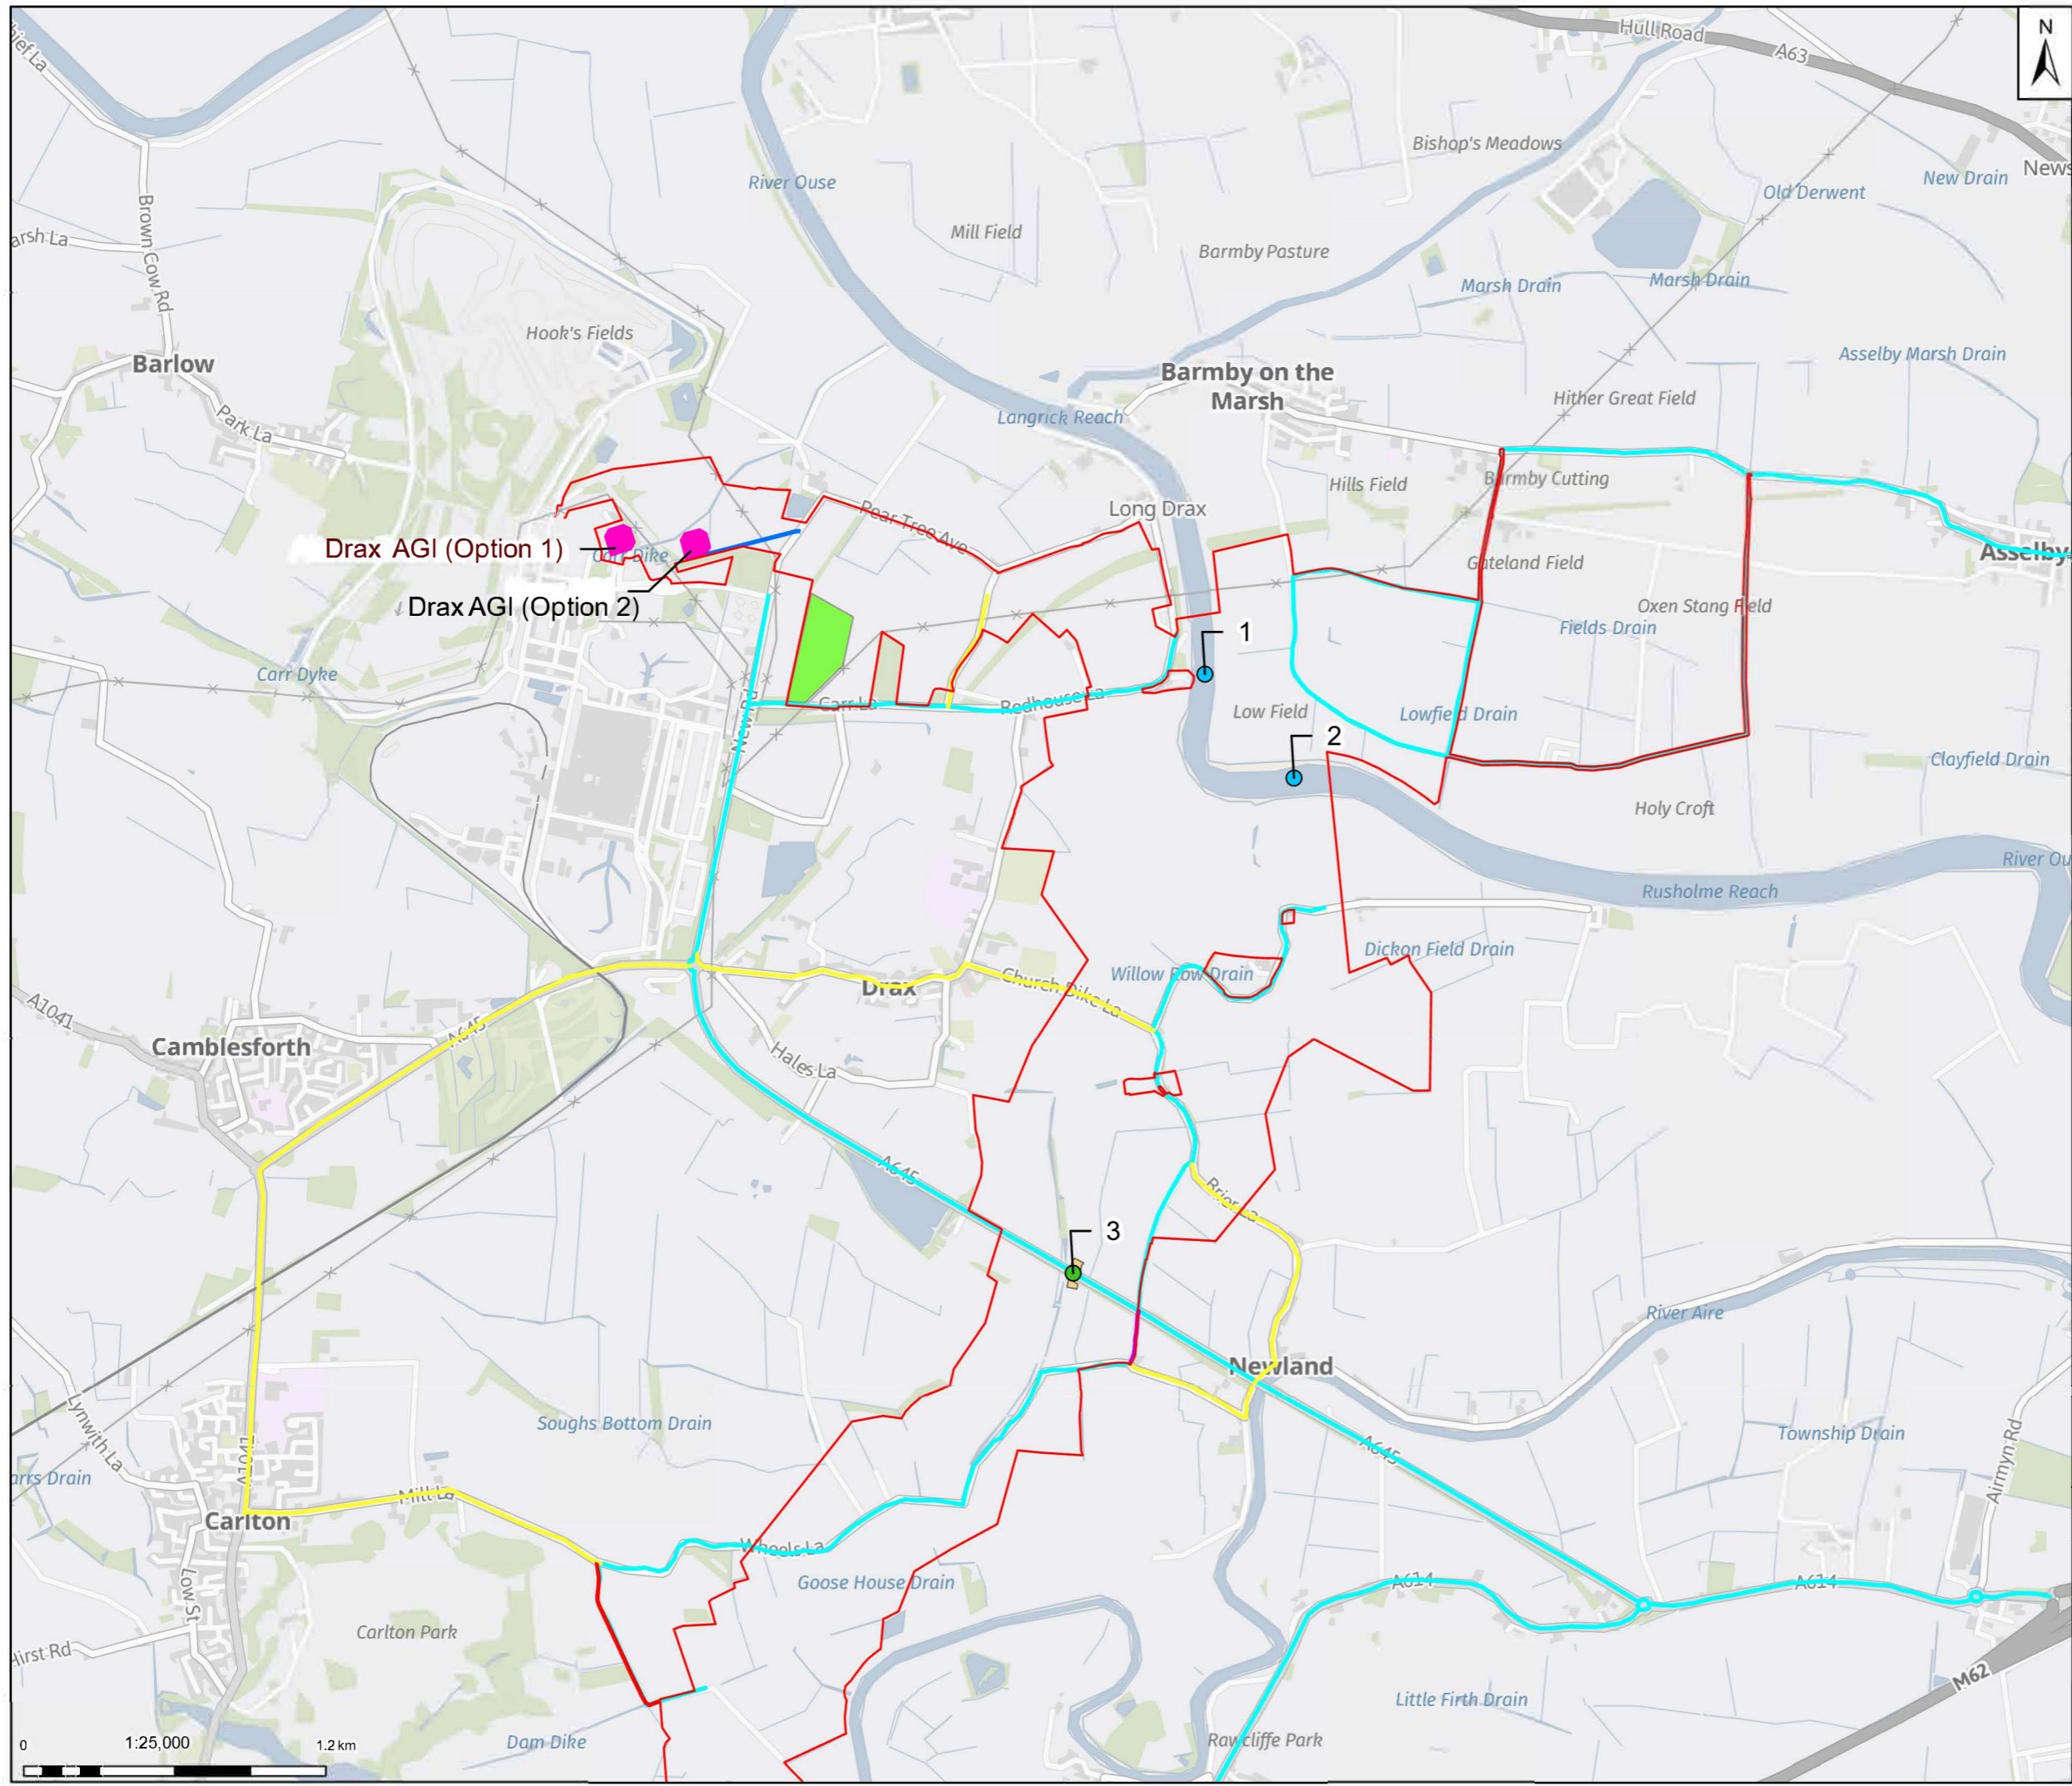 N
Hull Road
A63
Bishop's Meadows
River Ouse
Old Derwent
New Drain
Brown Cow Rd
Mill Field
Barmby Pasture
Marsh Drain
Marsh Drain
Hook's Fields
Barlow
Asselby Marsh Drain
Barmby on the
Marsh
Hither Great Field
Langrick Reach
Park La
Hills Field
Barmby Cutting
Pear Tree Ave
Long Drax
Drax AGI (Option 1)
Carr Dike
Asselby
Gateland Field
Drax AGI (Option 2)
Oxen Stang Field
Fields Drain
1
Carr Dyke
Carr La
Redhouse La
Low Field
Lowfield Drain
2
Clayfield Drain
Holy Croft
Rusholme Reach
Dickon Field Drain
Willow Row Drain
Church Dike La
Drax
A1041
A645
Camblesforth
Hales La
A645
Brier La
3
River Aire
Newland
Lynwith La
Soughs Bottom Drain
Township Drain
A645
Airmyn Rd
A1041
Mill La
Carlton
Wheels La
Goose House Drain
A614
A614
Low St
Carlton Park
Hirst Rd
M62
Little Firth Drain
Dam Dike
Rawcliffe Park
0
1:25,000
1.2 km